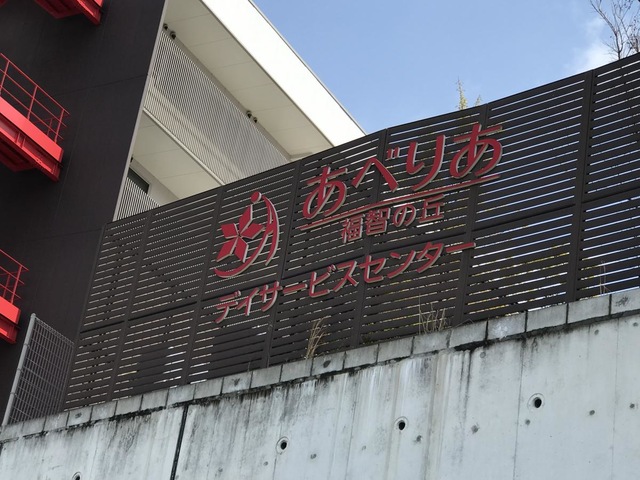 あべりあ
福智の丘
デイサービスセンター